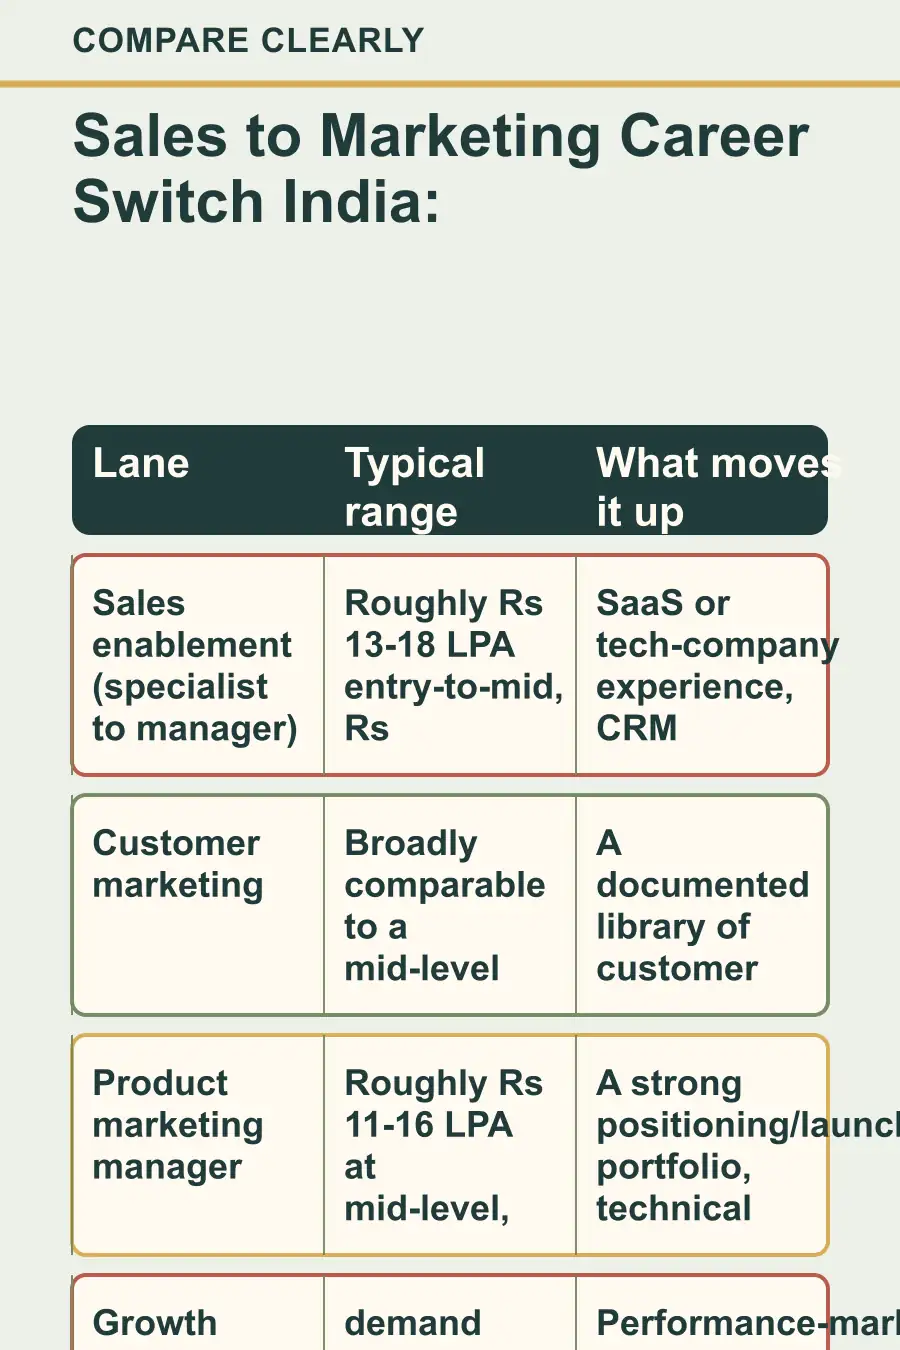 COMPARE CLEARLY
Sales to Marketing Career
Switch India:
Lane
Typical
range
What moves
it up
Sales
enablement
(specialist
to manager)
Roughly Rs
13-18 LPA
entry-to-mid,
Rs
SaaS or
tech-company
experience,
CRM
Customer
marketing
Broadly
comparable
to a
mid-level
A
documented
library of
customer
Product
marketing
manager
Roughly Rs
11-16 LPA
at
mid-level,
A strong
positioning/launch
portfolio,
technical
Growth
demand
Performance-mark